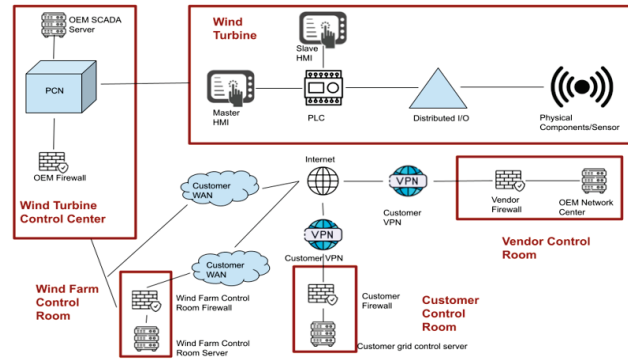 OEM SCADA
Server
PCN
OEM Firewall
Wind Turbine
Control Center
Wind
Turbine
Slave
HMI
Master
HMI
PLC
Distributed I/O
Physical
Components/Sensor
Internet
Customer
WAN
Customer
WAN
VPN
Customer
VPN
VPN
Customer VPN
Vendor
Firewall
OEM Network
Center
Vendor Control
Room
Wind Farm
Control
Room
Wind Farm Control
Room Firewall
Wind Farm Control
Room Server
Customer
Firewall
Customer grid control server
Customer
Control
Room